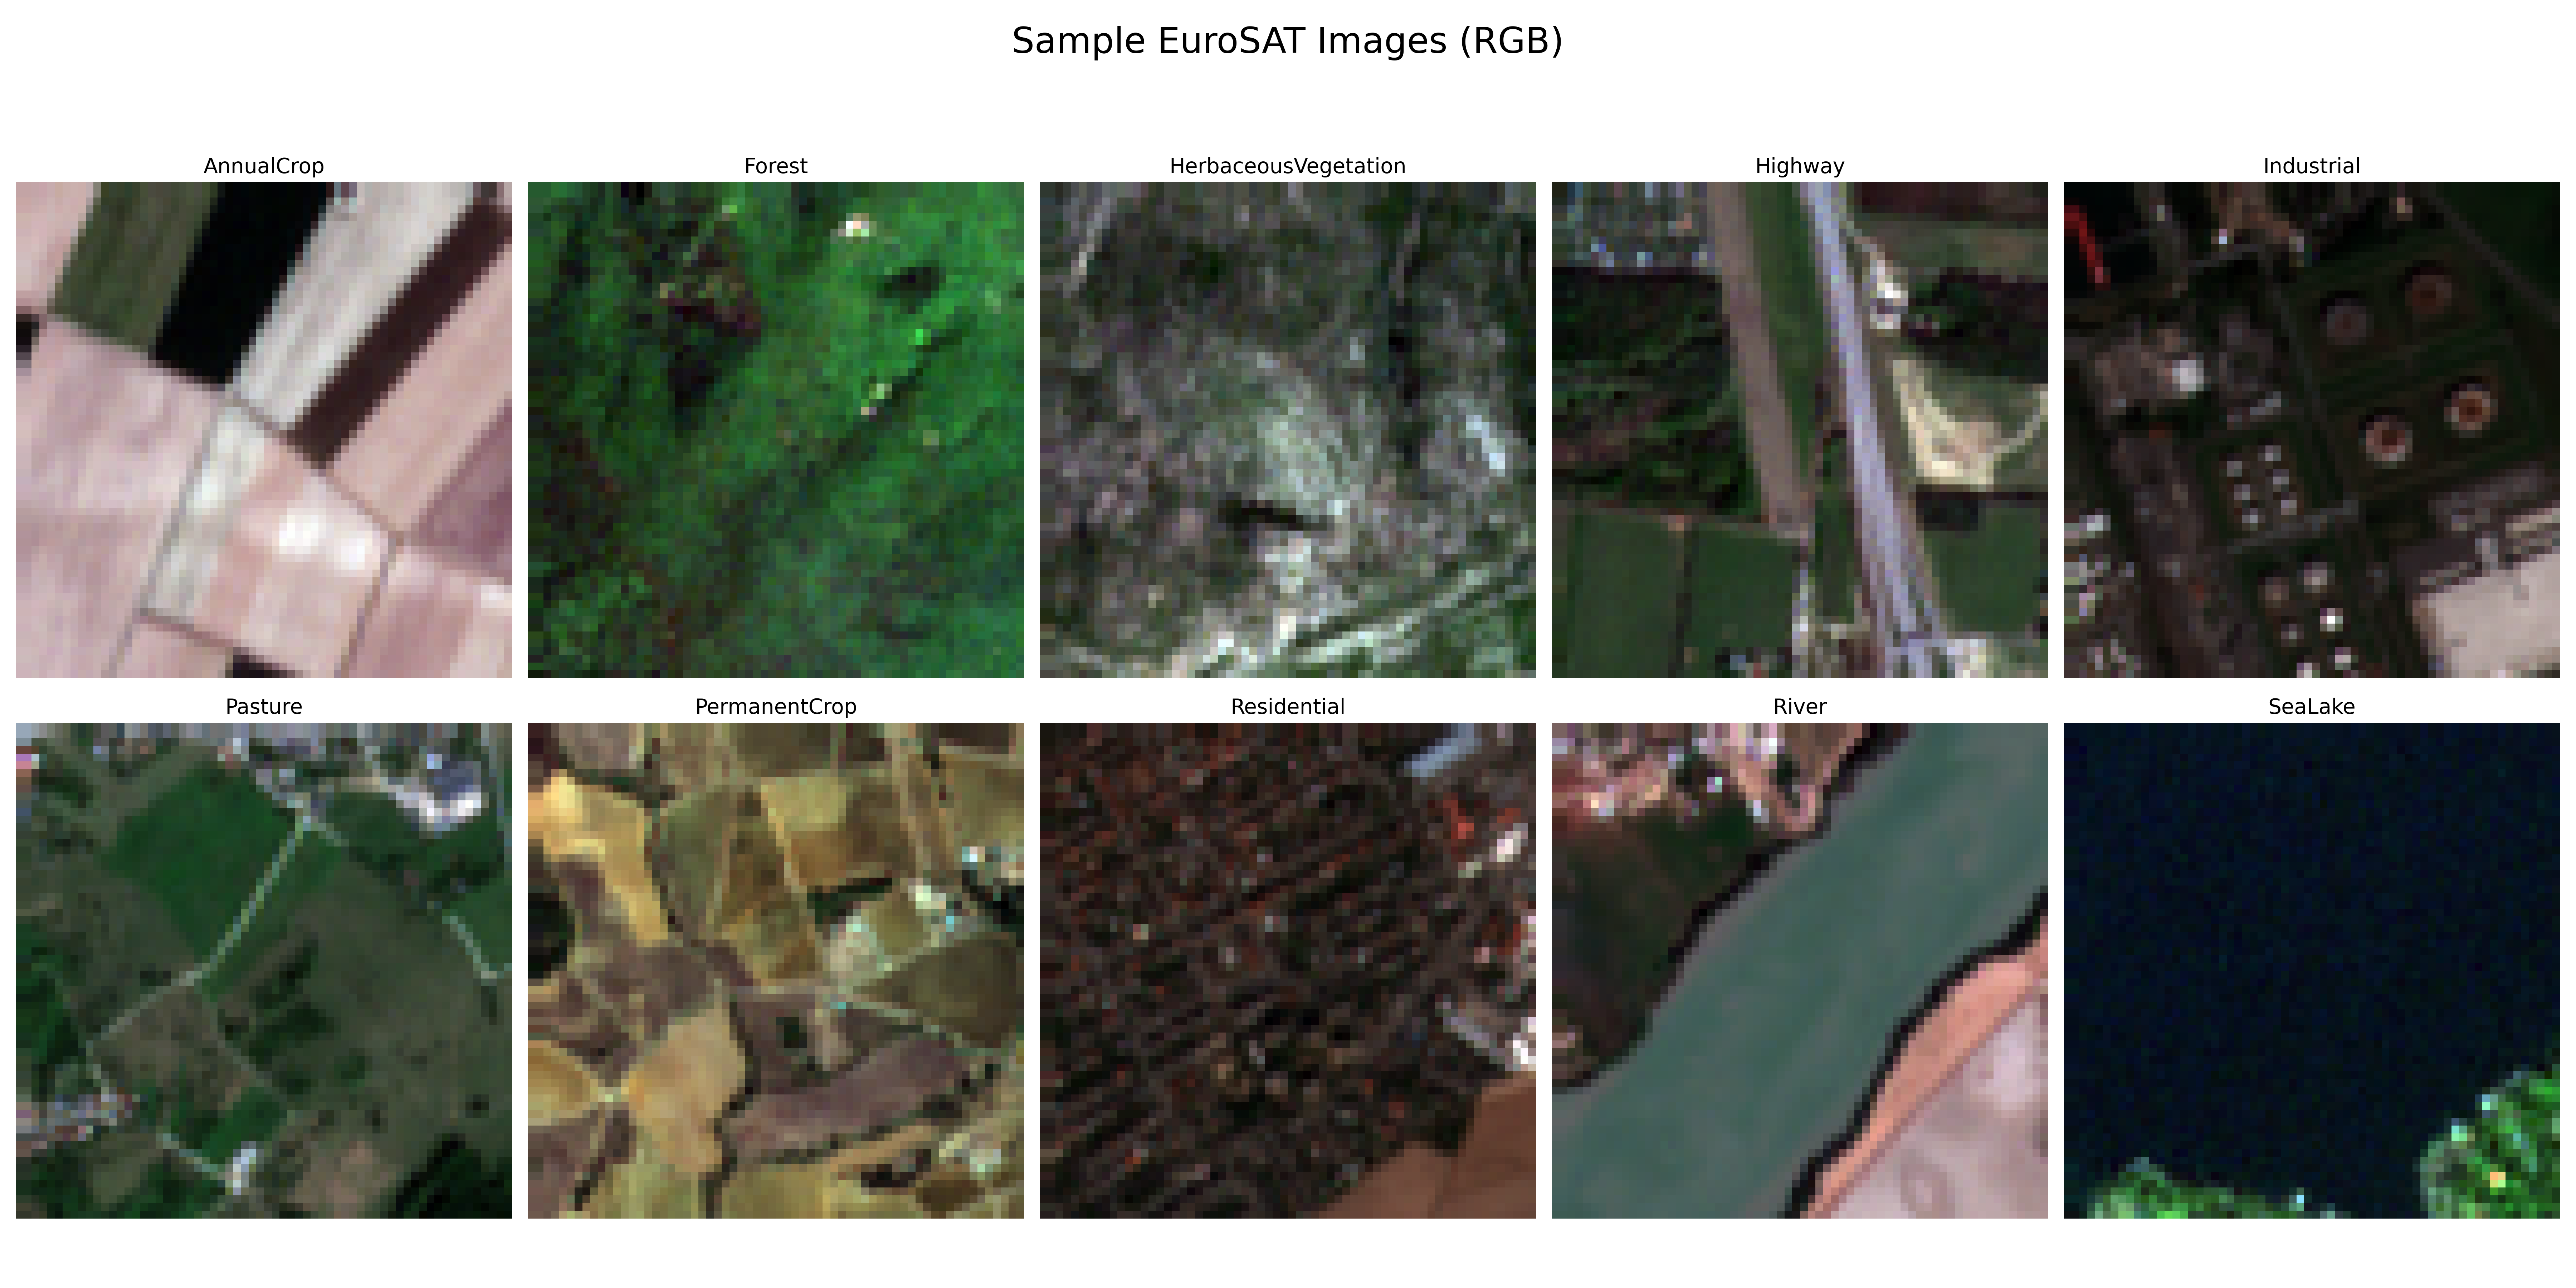 Sample EuroSAT Images (RGB)
AnnualCrop
Forest
HerbaceousVegetation
Highway
Industrial
Pasture
PermanentCrop
Residential
River
SeaLake